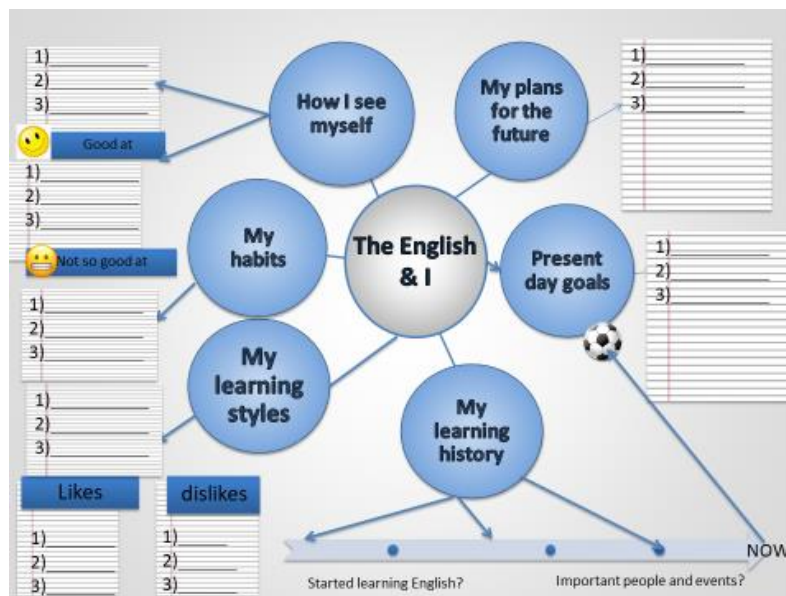 1)
2)
3)
Good at
1)
2)
3)
Not so good at
1)
2)
3)
1)
2)
3)
Likes
1)
2)
3)
dislikes
1)
2)
3)
How I see
myself
My plans
for the
future
1)
2)
3)
My
habits
The English
& I
Present
day goals
1)
2)
3)
My
learning
styles
My
learning
history
NOW
Started learning English?
Important people and events?